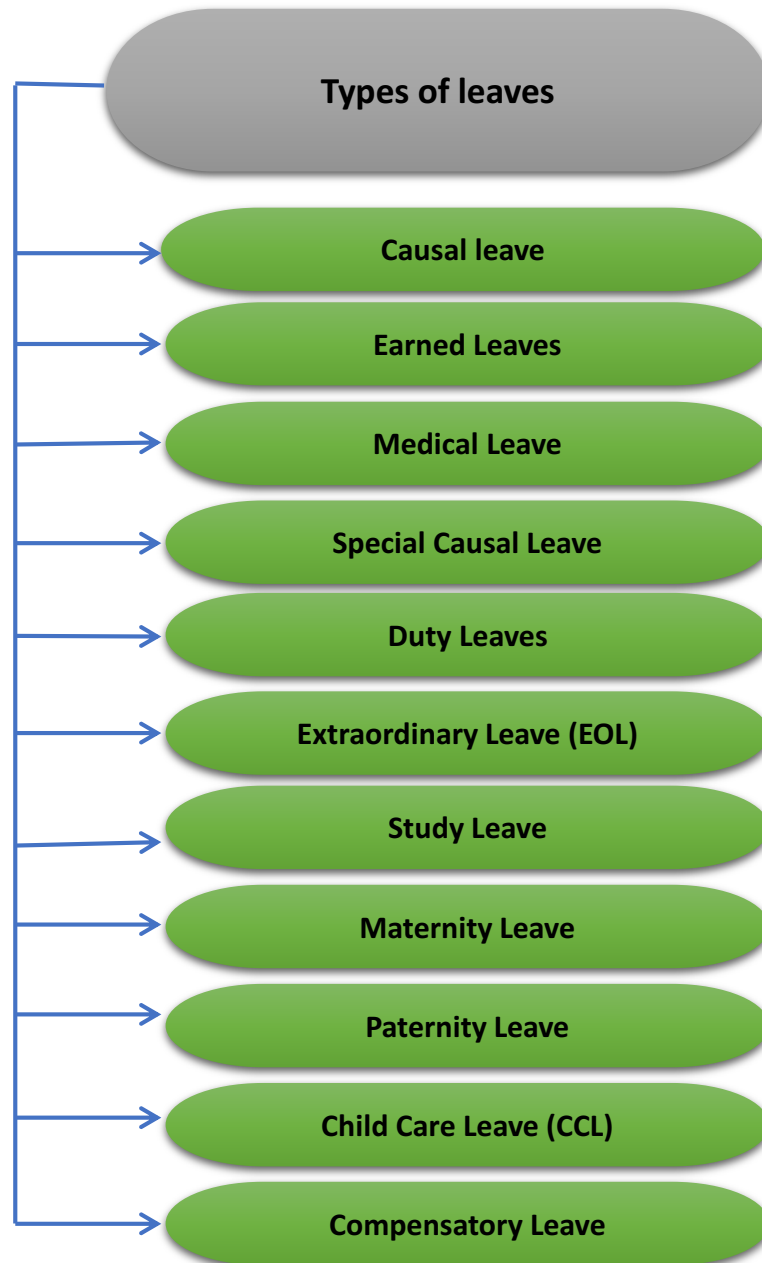 Types of leaves
Causal leave
Earned Leaves
Medical Leave
Special Causal Leave
Duty Leaves
Extraordinary Leave (EOL)
Study Leave
Maternity Leave
Paternity Leave
Child Care Leave (CCL)
Compensatory Leave